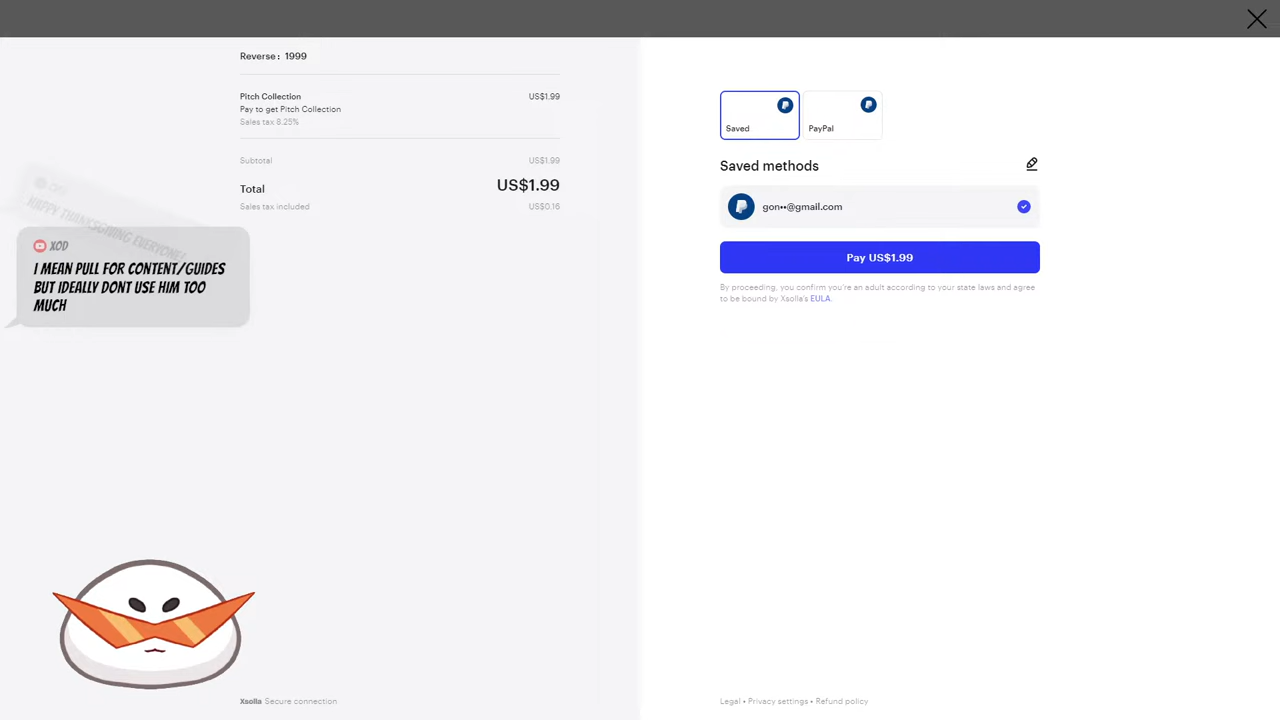 Reverse: 1999
Pitch Collection US$1.99
Pay to get Pitch Collection
Sales tax 8.25%
Subtotal US$1.99
Total US$1.99
Sales tax included US$0.16
HAPPY THANKSGIVING EVERYONE!
XOD
I MEAN PULL FOR CONTENT/GUIDES
BUT IDEALLY DONT USE HIM TOO
MUCH
Xsolla Secure connection
Saved
PayPal
Saved methods
gon••@gmail.com
Pay US$1.99
By proceeding, you confirm you're an adult according to your state laws and agree
to be bound by Xsolla's EULA.
Legal • Privacy settings • Refund policy